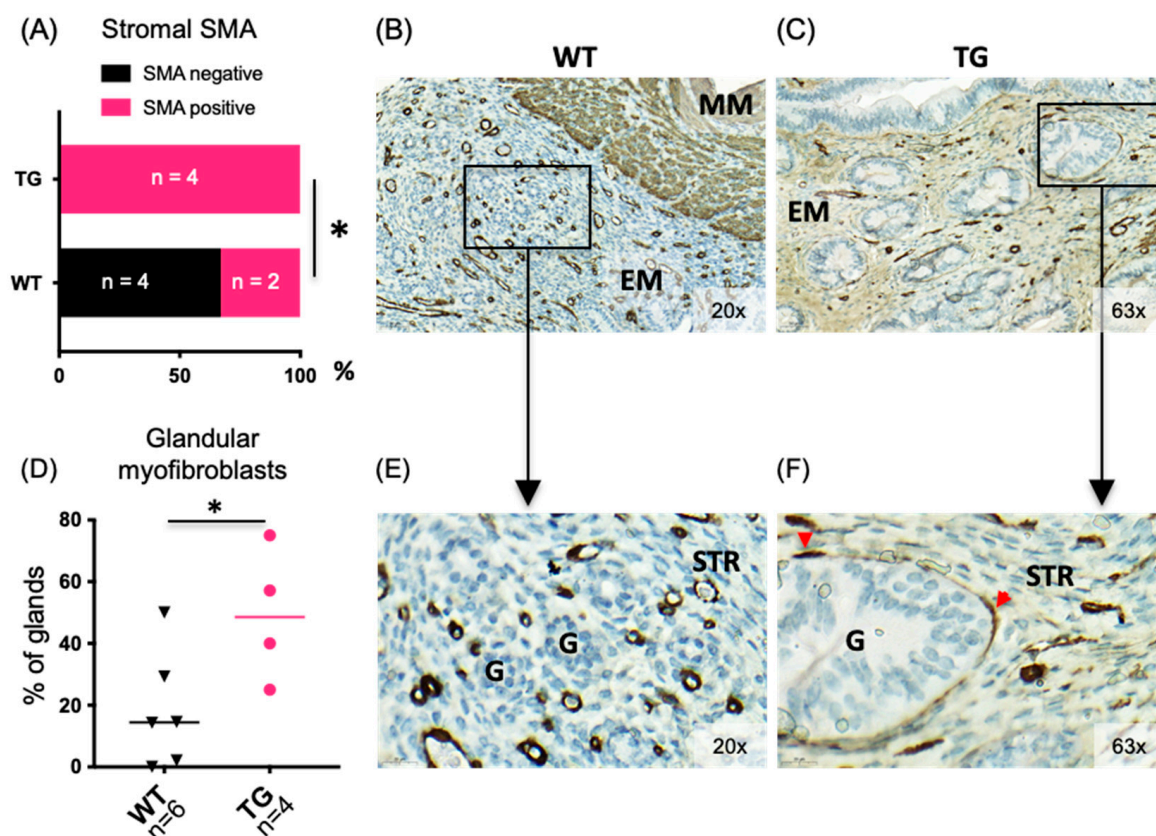 (A)
Stromal SMA
SMA negative
SMA positive
TG
n = 4
WT
n = 4
n = 2
*
0
50
100
%
(B)
WT
MM
EM
20x
(C)
TG
EM
63x
(D)
Glandular
myofibroblasts
*
% of glands
80
60
40
20
0
WT
n=6
TG
n=4
(E)
STR
G
G
20x
(F)
STR
G
63x